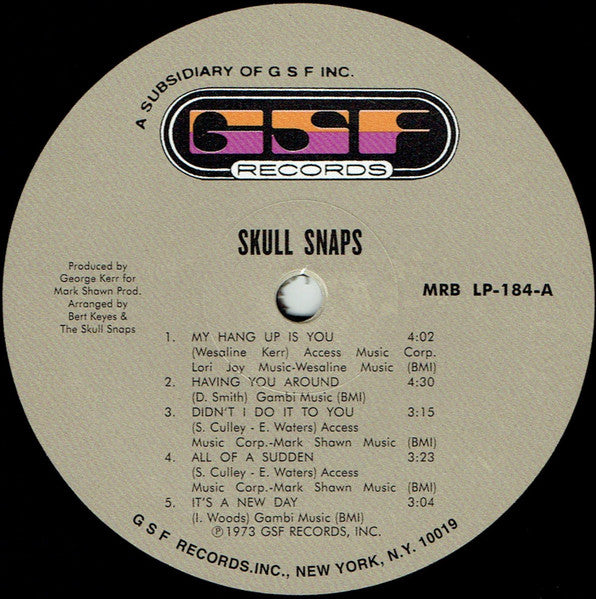 A SUBSIDIARY OF G S F INC.
GSF
RECORDS
SKULL SNAPS
Produced by
George Kerr for
Mark Shawn Prod.
Arranged by
Bert Keyes &
The Skull Snaps
MRB LP-184-A
1. MY HANG UP IS YOU 4:02
(Wesaline Kerr) Access Music Corp.
Lori Joy Music-Wesaline Music (BMI)
2. HAVING YOU AROUND 4:30
(D. Smith) Gambi Music (BMI)
3. DIDN'T I DO IT TO YOU 3:15
(S. Culley - E. Waters) Access
Music Corp.-Mark Shawn Music (BMI)
4. ALL OF A SUDDEN 3:23
(S. Culley - E. Waters) Access
Music Corp.-Mark Shawn Music (BMI)
5. IT'S A NEW DAY 3:04
(I. Woods) Gambi Music (BMI)
℗1973 GSF RECORDS, INC.
G S F RECORDS.INC., NEW YORK, N.Y. 10019